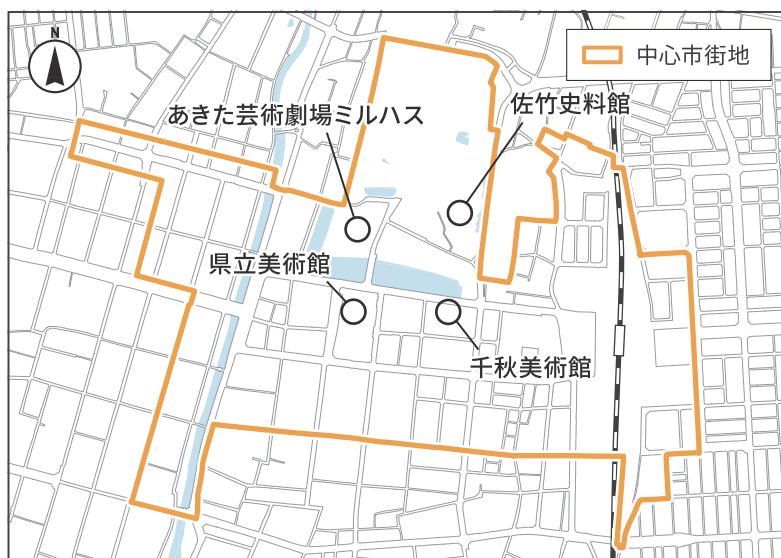 N
中心市街地
佐竹史料館
あきた芸術劇場ミルハス
県立美術館
千秋美術館